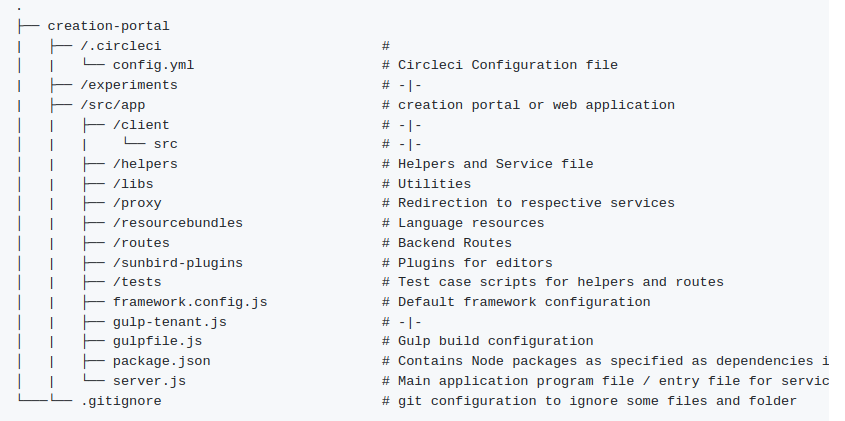 .
├── creation-portal
|   ├── /.circleci                           #
│   |   └── config.yml                       # Circleci Configuration file
|   ├── /experiments                         # -|-
|   ├── /src/app                             # creation portal or web application
│   |   ├── /client                          # -|-
│   |   |    └── src                         # -|-
│   |   ├── /helpers                         # Helpers and Service file
│   |   ├── /libs                            # Utilities
│   |   ├── /proxy                           # Redirection to respective services
│   |   ├── /resourcebundles                 # Language resources
│   |   ├── /routes                          # Backend Routes
│   |   ├── /sunbird-plugins                 # Plugins for editors
│   |   ├── /tests                           # Test case scripts for helpers and routes
│   |   ├── framework.config.js              # Default framework configuration
│   |   ├── gulp-tenant.js                   # -|-
│   |   ├── gulpfile.js                      # Gulp build configuration
│   |   ├── package.json                     # Contains Node packages as specified as dependencies i
│   |   └── server.js                        # Main application program file / entry file for servic
└───└── .gitignore                           # git configuration to ignore some files and folder